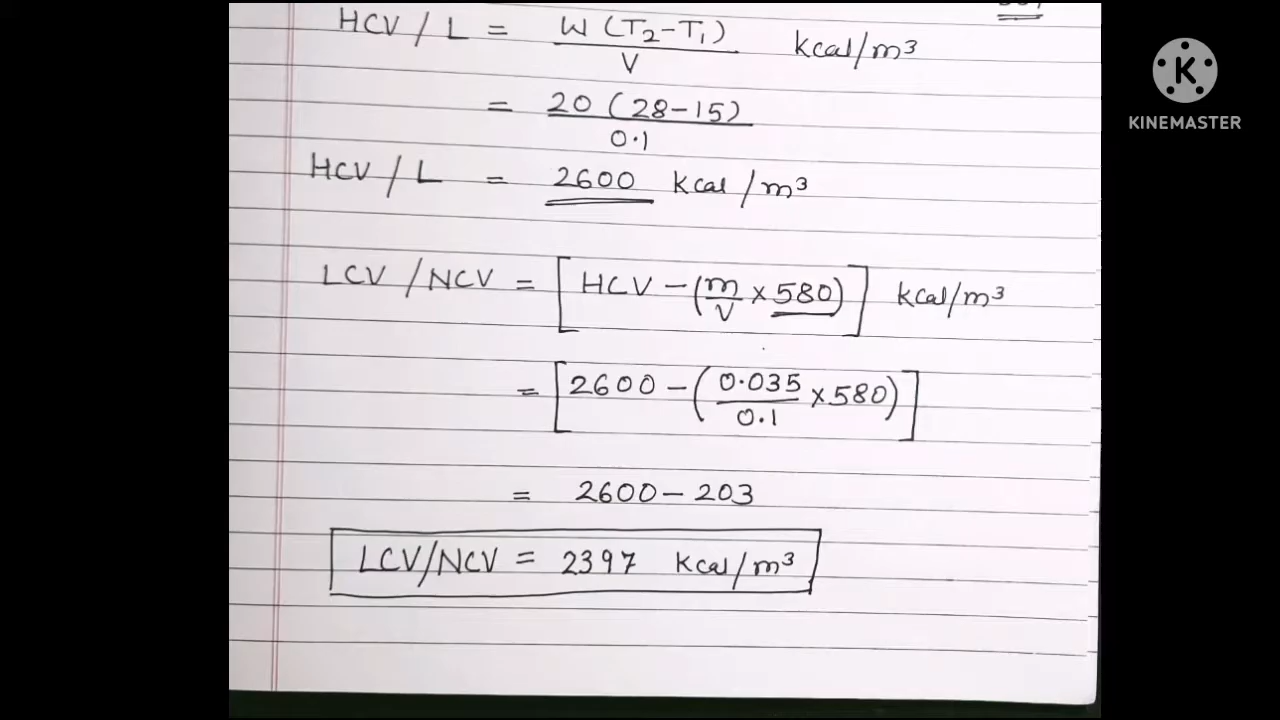 HCV / L = W (T2-T1) / V kcal/m³
= 20 (28-15) / 0.1
HCV / L = 2600 kcal/m³
LCV / NCV = [HCV - (m/V × 580)] kcal/m³
= [2600 - (0.035/0.1 × 580)]
= 2600 - 203
LCV/NCV = 2397 kcal/m³
K
KINEMASTER